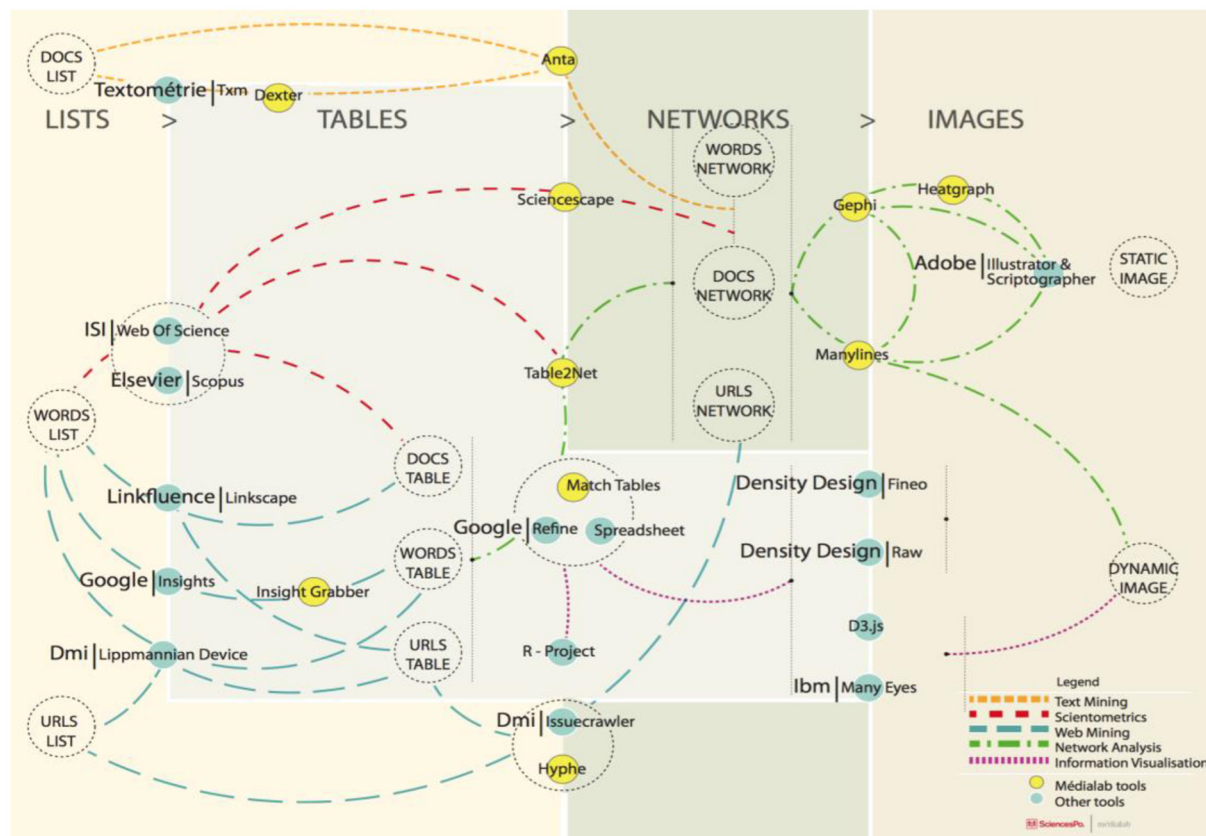 DOCS
LIST
Anta
Textométrie | Txm
Dexter
LISTS > TABLES > NETWORKS > IMAGES
WORDS
NETWORK
Sciencescape
Gephi
Heatgraph
DOCS
NETWORK
Adobe | Illustrator &
Scriptographer
STATIC
IMAGE
ISI | Web Of Science
Elsevier | Scopus
Table2Net
Manylines
WORDS
LIST
URLS
NETWORK
DOCS
TABLE
Linkfluence | Linkscape
Match Tables
Google | Refine
Spreadsheet
Density Design | Fineo
Density Design | Raw
WORDS
TABLE
Google | Insights
Insight Grabber
DYNAMIC
IMAGE
D3.js
Dmi | Lippmannian Device
URLS
TABLE
R - Project
Ibm | Many Eyes
URLS
LIST
Dmi | Issuecrawler
Hyphe
Legend
Text Mining
Scientometrics
Web Mining
Network Analysis
Information Visualisation
Médialab tools
Other tools
SciencesPo. | médialab